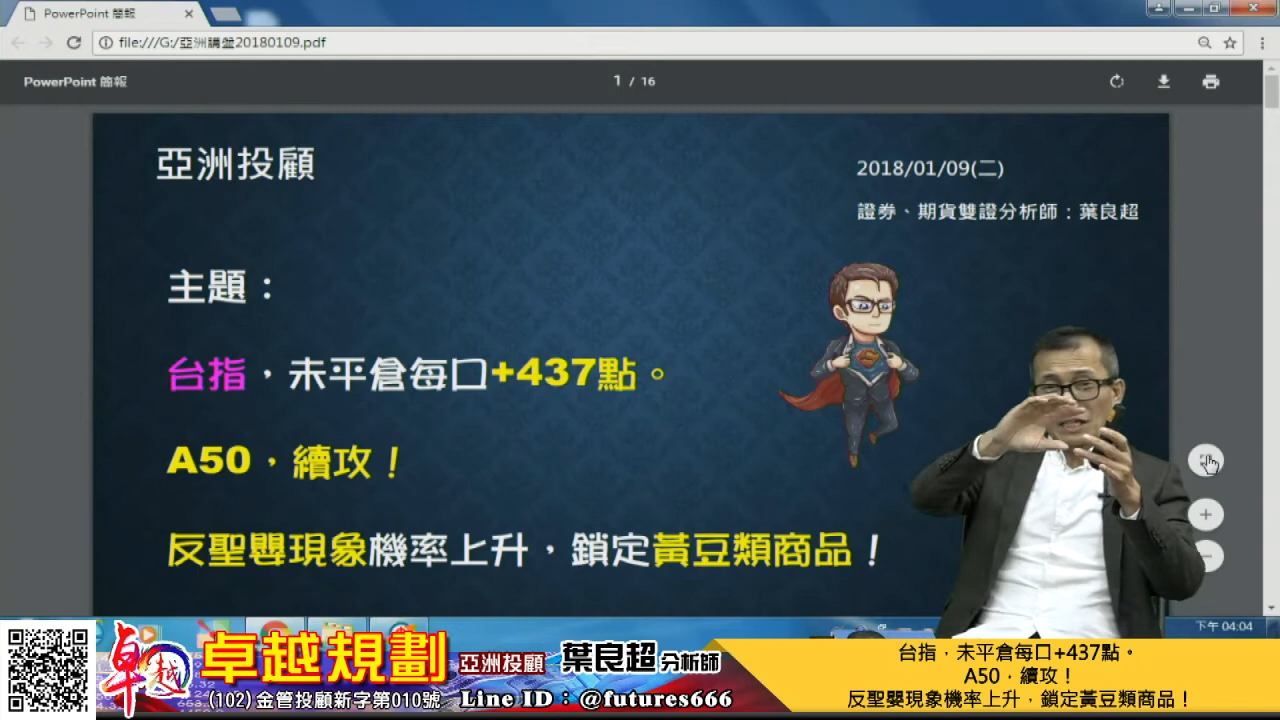 PowerPoint 簡報
file:///G:/亞洲講盤20180109.pdf
PowerPoint 簡報
1 / 16
亞洲投顧
2018/01/09(二)
證券、期貨雙證分析師：葉良超
主題：
台指，未平倉每口+437點。
A50，續攻！
反聖嬰現象機率上升，鎖定黃豆類商品！
下午 04:04
卓越
卓越規劃
亞洲投顧 葉良超 分析師
(102)金管投顧新字第010號
Line ID：@futures666
台指，未平倉每口+437點。
A50，續攻！
反聖嬰現象機率上升，鎖定黃豆類商品！